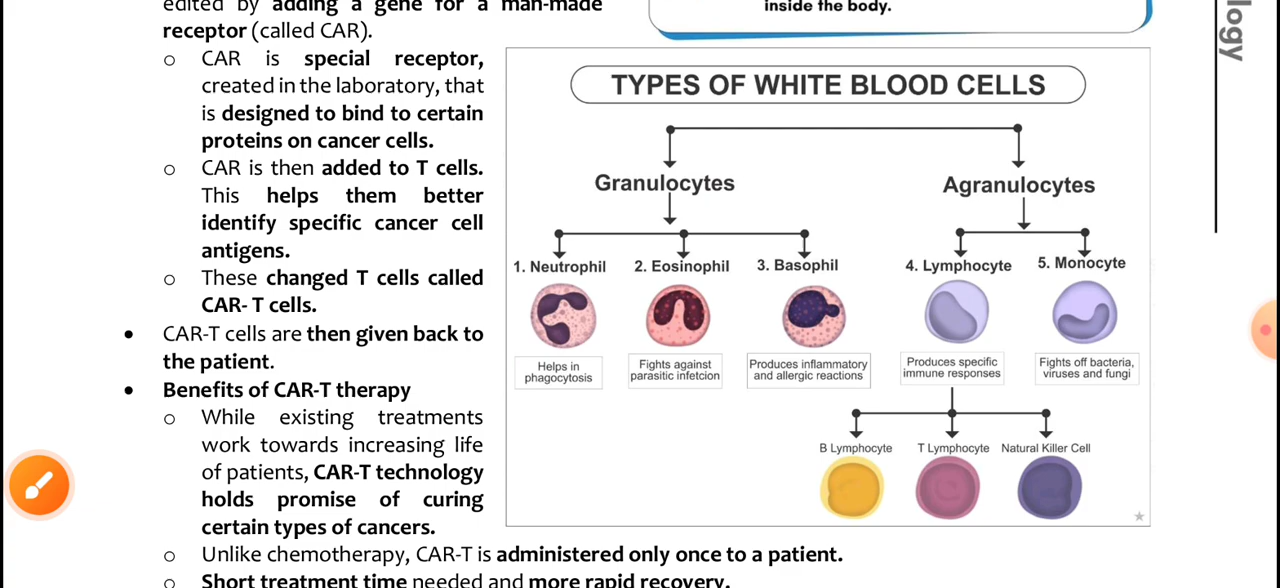 edited by adding a gene for a man-made
receptor (called CAR).
o CAR is special receptor,
created in the laboratory, that
is designed to bind to certain
proteins on cancer cells.
o CAR is then added to T cells.
This helps them better
identify specific cancer cell
antigens.
o These changed T cells called
CAR- T cells.
• CAR-T cells are then given back to
the patient.
• Benefits of CAR-T therapy
o While existing treatments
work towards increasing life
of patients, CAR-T technology
holds promise of curing
certain types of cancers.
o Unlike chemotherapy, CAR-T is administered only once to a patient.
o Short treatment time needed and more rapid recovery.
inside the body.
TYPES OF WHITE BLOOD CELLS
Granulocytes
Agranulocytes
1. Neutrophil
2. Eosinophil
3. Basophil
4. Lymphocyte
5. Monocyte
Helps in
phagocytosis
Fights against
parasitic infetcion
Produces inflammatory
and allergic reactions
Produces specific
immune responses
Fights off bacteria,
viruses and fungi
B Lymphocyte
T Lymphocyte
Natural Killer Cell